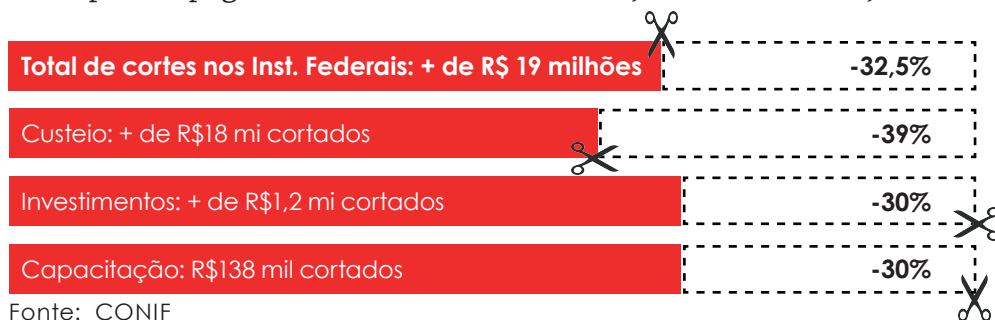 Total de cortes nos Inst. Federais: + de R$ 19 milhões -32,5%
Custeio: + de R$18 mi cortados -39%
Investimentos: + de R$1,2 mi cortados -30%
Capacitação: R$138 mil cortados -30%
Fonte: CONIF